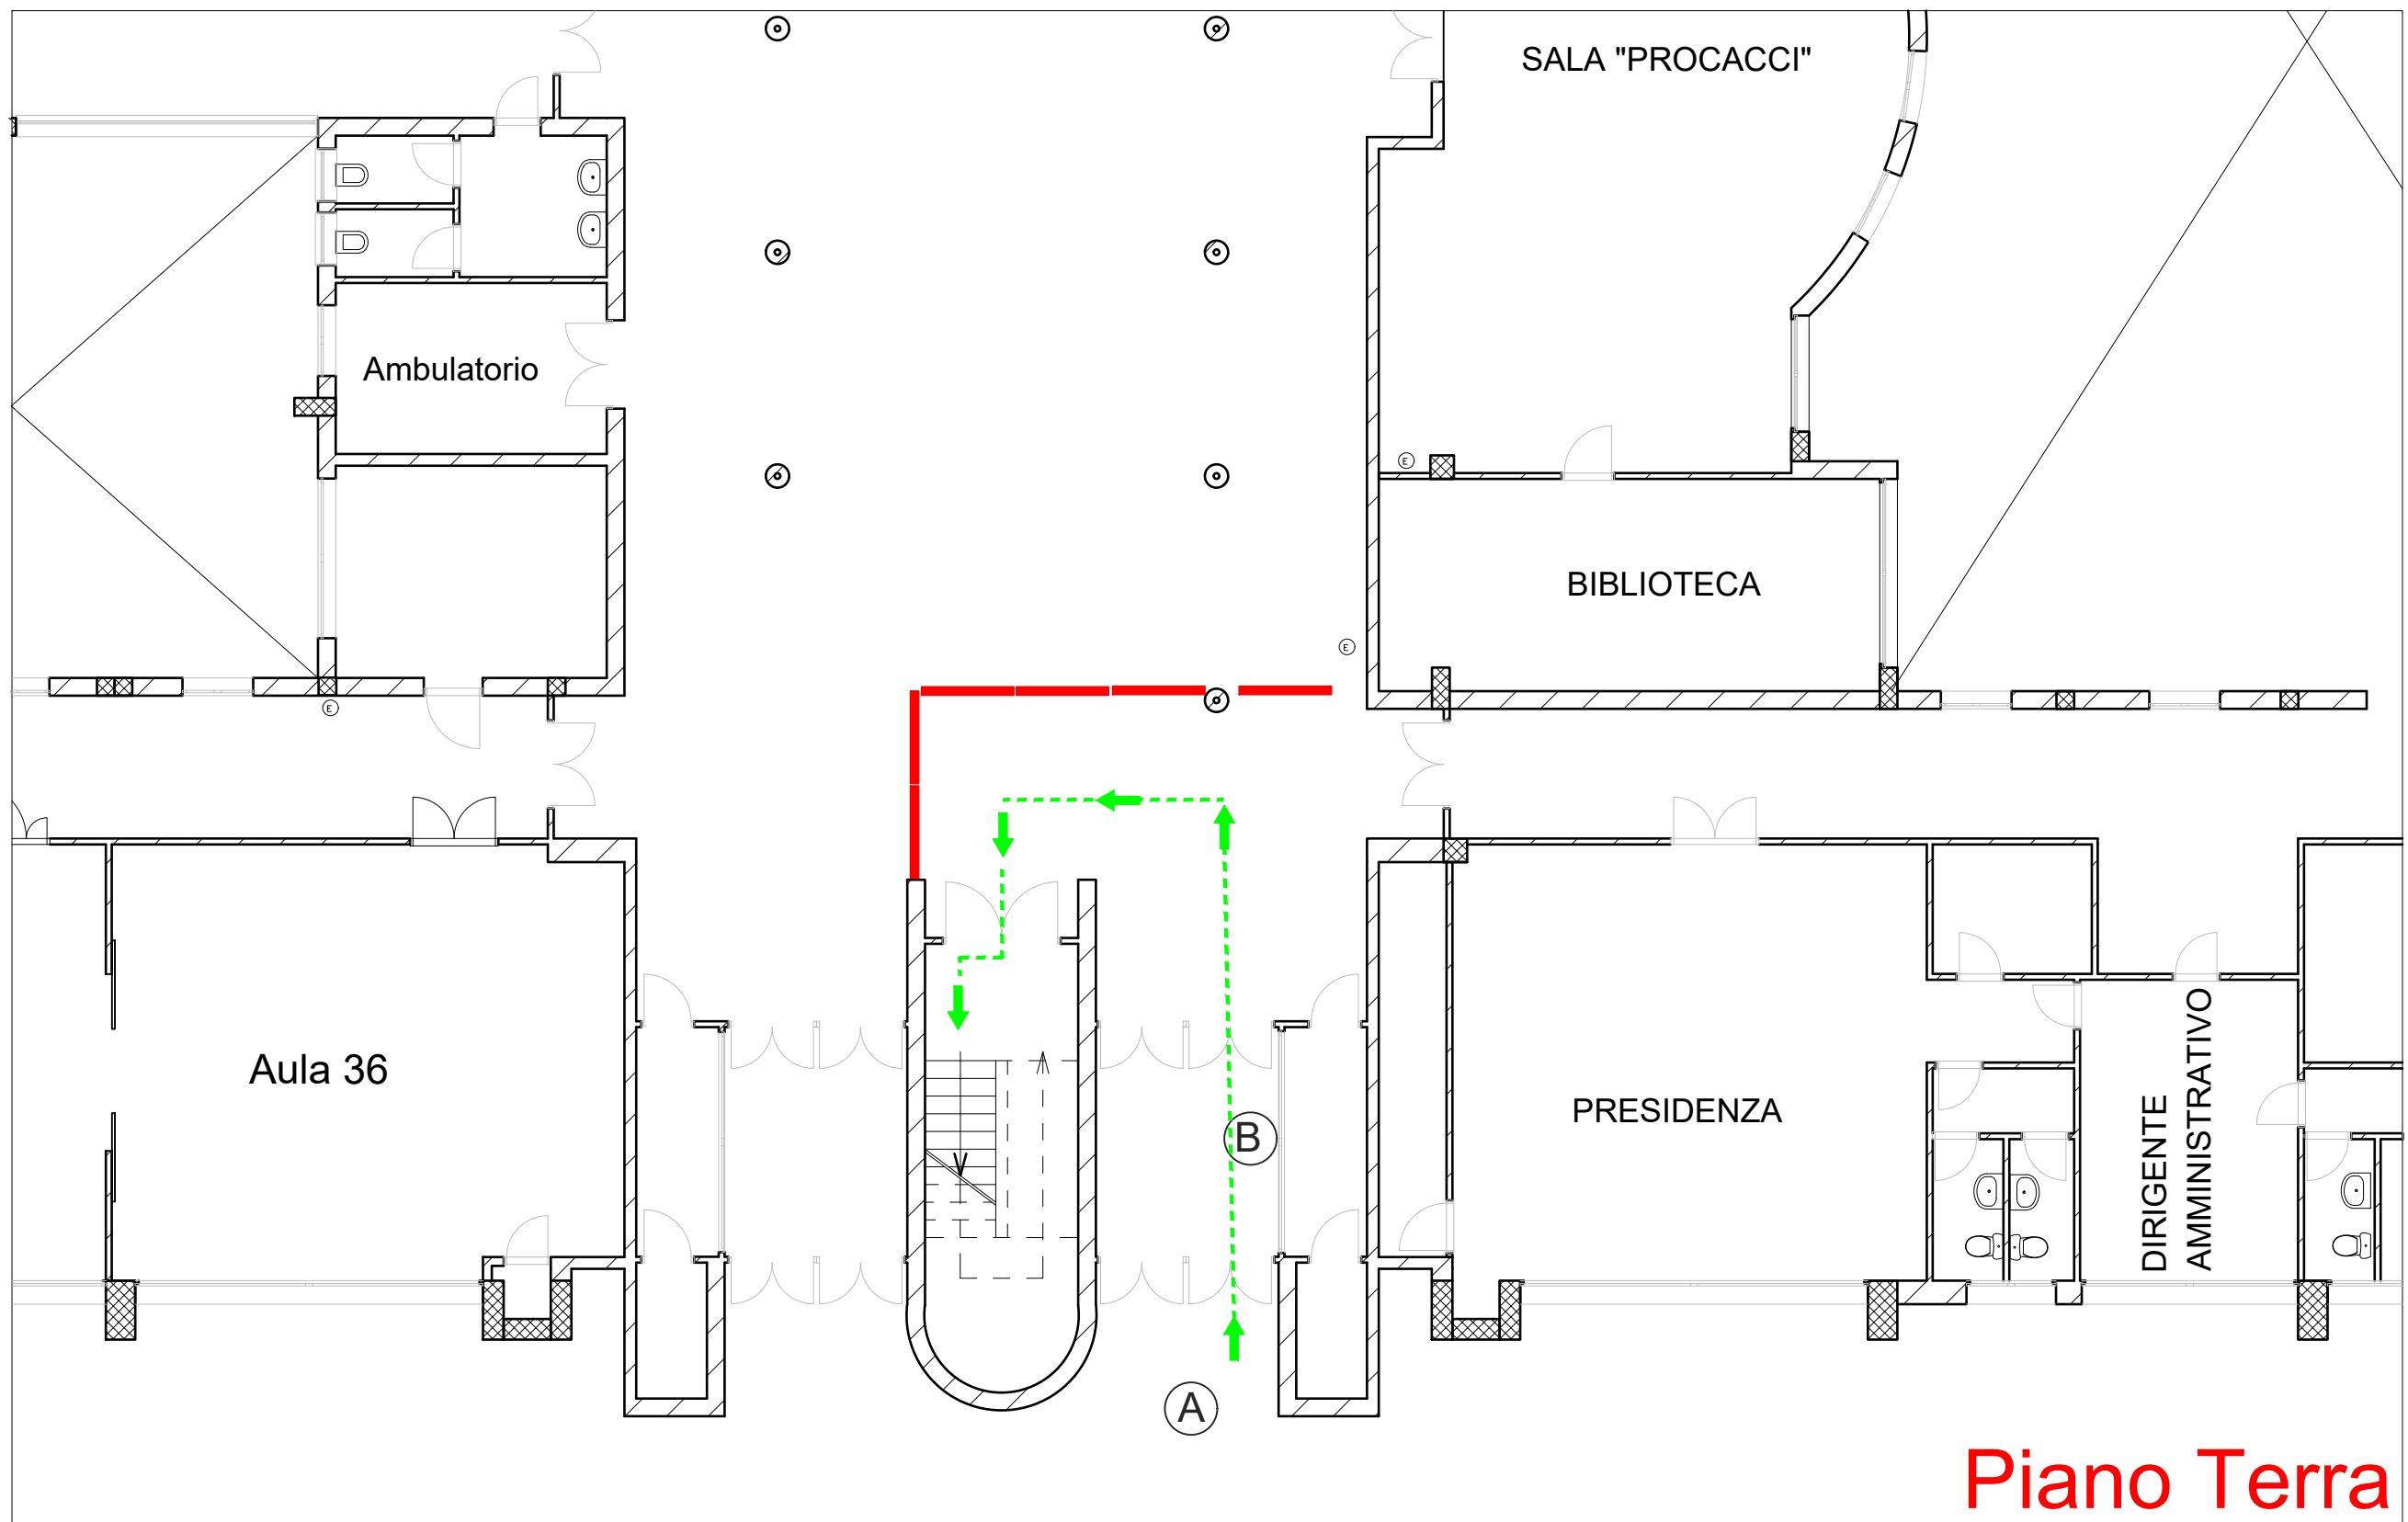 SALA "PROCACCI"
Ambulatorio
E
BIBLIOTECA
E
E
Aula 36
PRESIDENZA
B
DIRIGENTE
AMMINISTRATIVO
A
Piano Terra